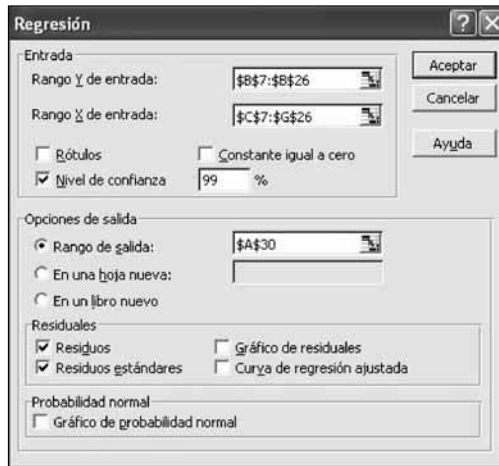 Regresión
Entrada
Rango Y de entrada: $B$7:$B$26
Rango X de entrada: $C$7:$G$26
Rótulos Constante igual a cero
Nivel de confianza 99 %
Aceptar
Cancelar
Ayuda
Opciones de salida
Rango de salida: $A$30
En una hoja nueva:
En un libro nuevo
Residuales
Residuos Gráfico de residuales
Residuos estándares Curva de regresión ajustada
Probabilidad normal
Gráfico de probabilidad normal